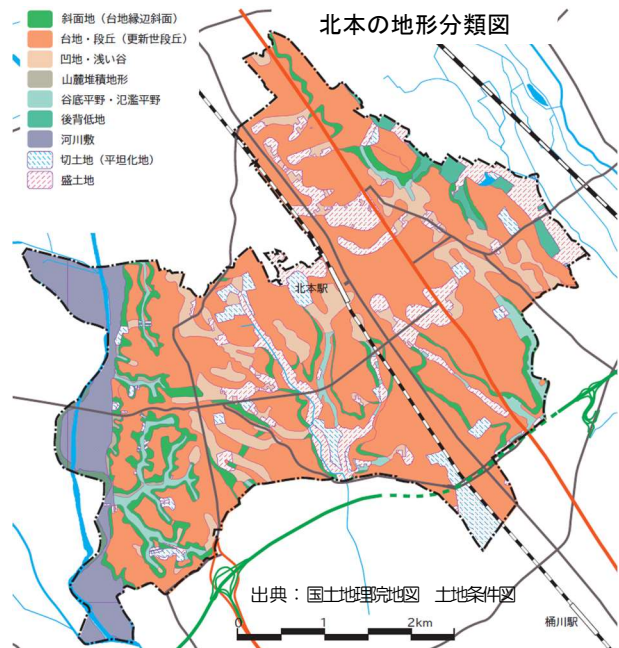 北本の地形分類図
斜面地（台地縁辺斜面）
台地・段丘（更新世段丘）
凹地・浅い谷
山麓堆積地形
谷底平野・氾濫平野
後背低地
河川敷
切土地（平坦化地）
盛土地
北本駅
出典：国土地理院地図　土地条件図
0 1 2km
桶川駅